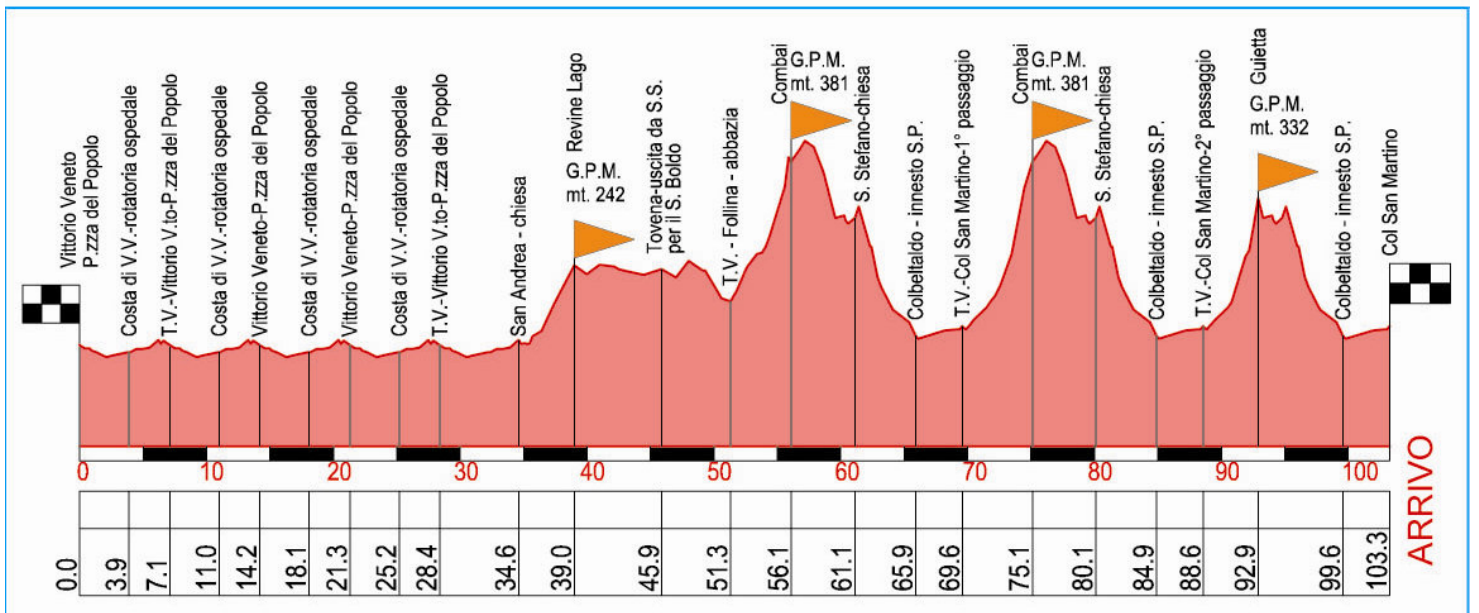 Vittorio Veneto
P.zza del Popolo
Costa di V.V.-rotatoria ospedale
T.V.-Vittorio V.to-P.zza del Popolo
Costa di V.V.-rotatoria ospedale
Vittorio Veneto-P.zza del Popolo
Costa di V.V.-rotatoria ospedale
Vittorio Veneto-P.zza del Popolo
Costa di V.V.-rotatoria ospedale
T.V.-Vittorio V.to-P.zza del Popolo
San Andrea - chiesa
Revine Lago
G.P.M.
mt. 242
Tovena-uscita da S.S.
per il S. Boldo
T.V. - Follina - abbazia
Combai
G.P.M.
mt. 381
S. Stefano-chiesa
Colbeltaldo - innesto S.P.
T.V.-Col San Martino-1° passaggio
Combai
G.P.M.
mt. 381
S. Stefano-chiesa
Colbeltaldo - innesto S.P.
T.V.-Col San Martino-2° passaggio
Guietta
G.P.M.
mt. 332
Colbeltaldo - innesto S.P.
Col San Martino
0 10 20 30 40 50 60 70 80 90 100
ARRIVO
0.0 3.9 7.1 11.0 14.2 18.1 21.3 25.2 28.4 34.6 39.0 45.9 51.3 56.1 61.1 65.9 69.6 75.1 80.1 84.9 88.6 92.9 99.6 103.3